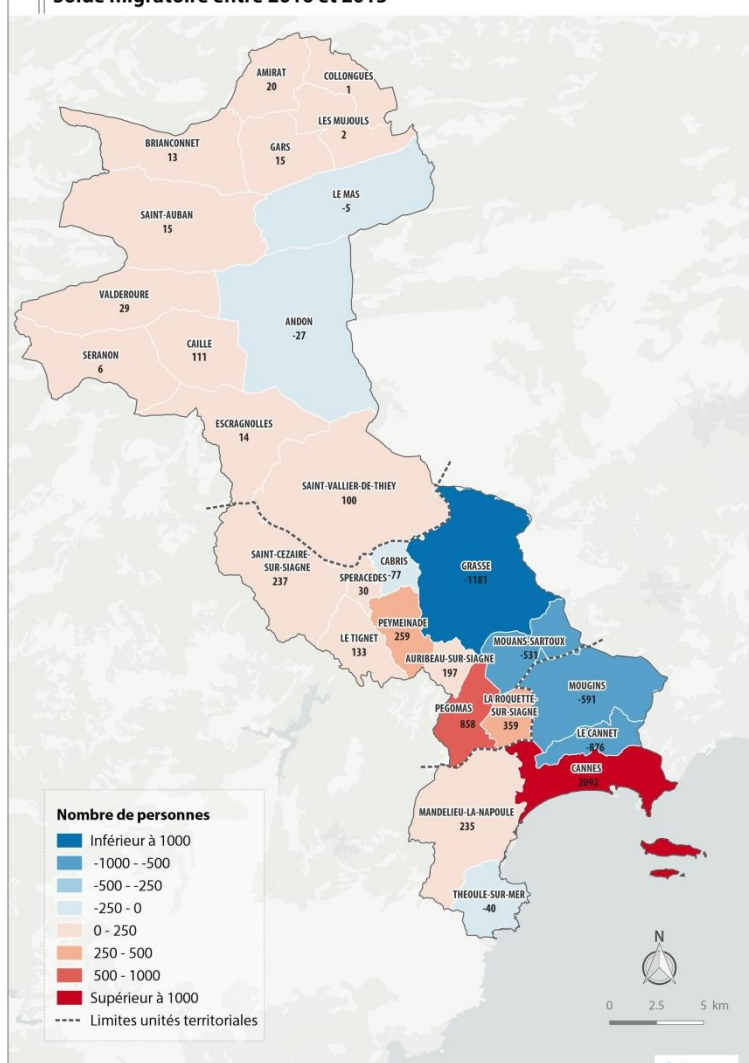 Solde migratoire entre 2010 et 2015
AMIRAT
20
COLLONGUES
1
LES MUJOULS
2
BRIANCONNET
13
GARS
15
LE MAS
-5
SAINT-AUBAN
15
VALDEROURE
29
ANDON
-27
CAILLE
111
SERANON
6
ESCRAGNOLLES
14
SAINT-VALLIER-DE-THIEY
100
SAINT-CEZAIRE-
SUR-SIAGNE
237
CABRIS
-77
SPERACEDES
30
GRASSE
-1181
PEYMEINADE
259
LE TIGNET
133
MOUANS-SARTOUX
-531
AURIBEAU-SUR-SIAGNE
197
MOUGINS
-591
LA ROQUETTE-
SUR-SIAGNE
359
PEGOMAS
858
LE CANNET
-876
CANNES
2092
MANDELIEU-LA-NAPOULE
235
THEOULE-SUR-MER
-40
Nombre de personnes
Inférieur à 1000
-1000 - -500
-500 - -250
-250 - 0
0 - 250
250 - 500
500 - 1000
Supérieur à 1000
Limites unités territoriales
N
0 2.5 5 km